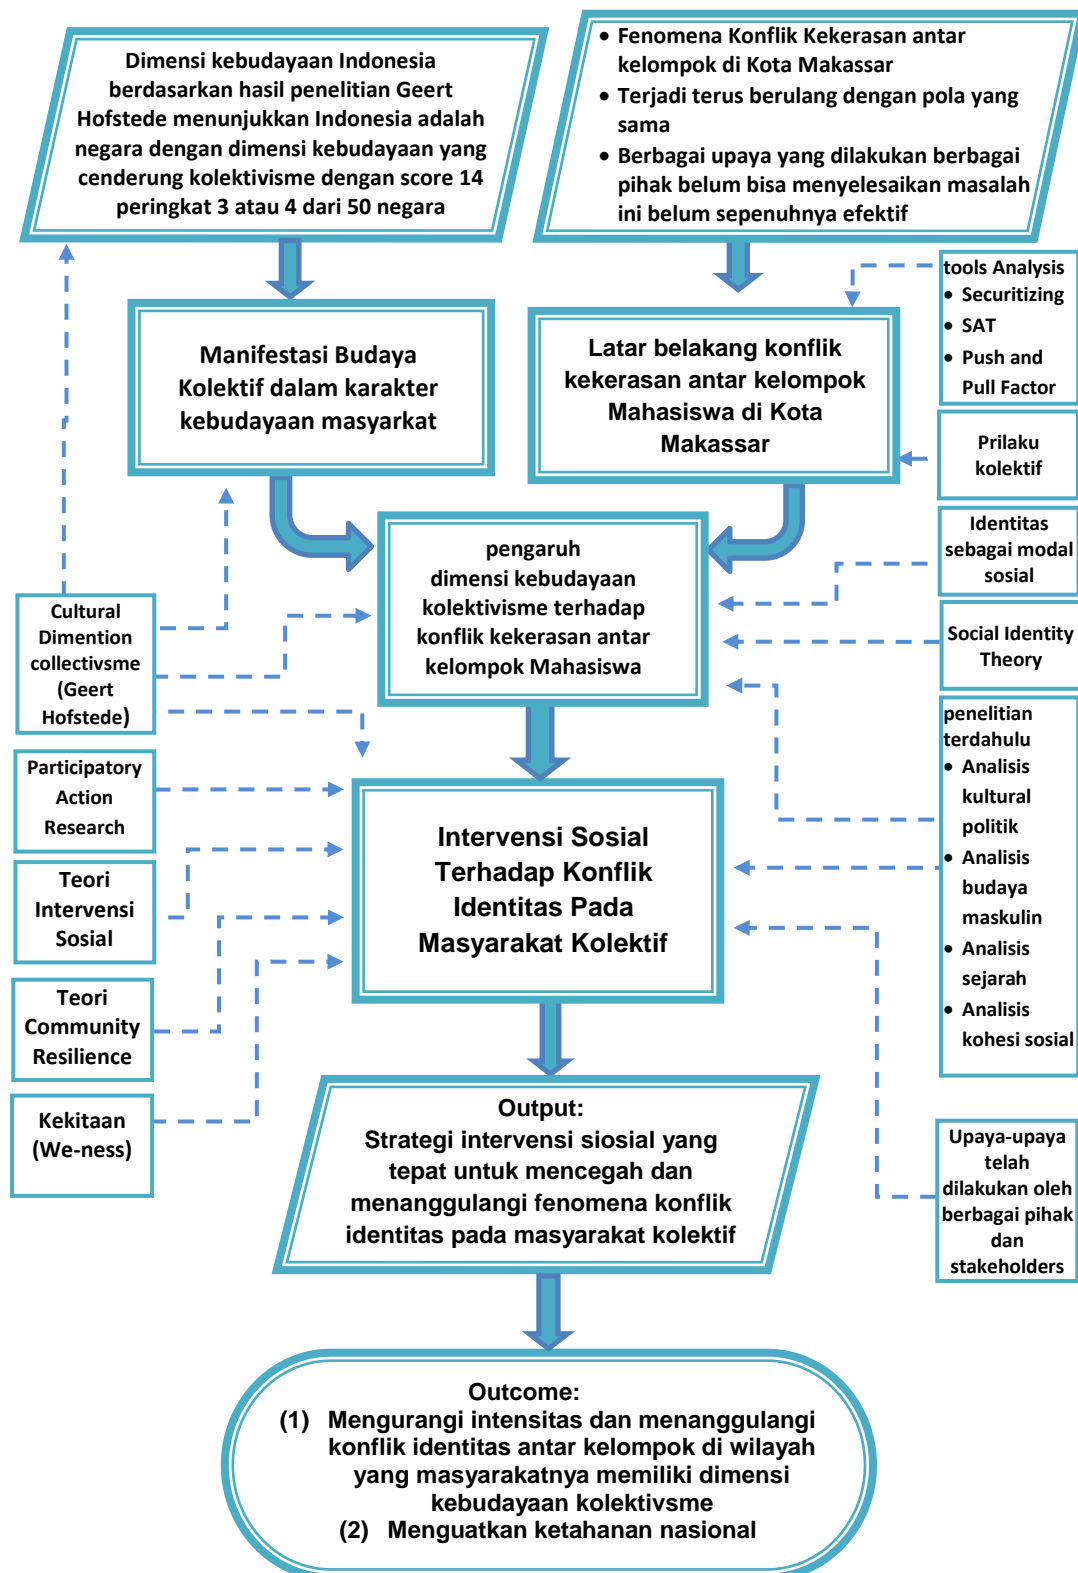 Dimensi kebudayaan Indonesia
berdasarkan hasil penelitian Geert
Hofstede menunjukkan Indonesia adalah
negara dengan dimensi kebudayaan yang
cenderung kolektivisme dengan score 14
peringkat 3 atau 4 dari 50 negara
• Fenomena Konflik Kekerasan antar
kelompok di Kota Makassar
• Terjadi terus berulang dengan pola yang
sama
• Berbagai upaya yang dilakukan berbagai
pihak belum bisa menyelesaikan masalah
ini belum sepenuhnya efektif
tools Analysis
• Securitizing
• SAT
• Push and
Pull Factor
Manifestasi Budaya
Kolektif dalam karakter
kebudayaan masyarkat
Latar belakang konflik
kekerasan antar kelompok
Mahasiswa di Kota
Makassar
Prilaku
kolektif
Identitas
sebagai modal
sosial
pengaruh
dimensi kebudayaan
kolektivisme terhadap
konflik kekerasan antar
kelompok Mahasiswa
Cultural
Dimention
collectivsme
(Geert
Hofstede)
Social Identity
Theory
penelitian
terdahulu
• Analisis
kultural
politik
• Analisis
budaya
maskulin
• Analisis
sejarah
• Analisis
kohesi sosial
Participatory
Action
Research
Teori
Intervensi
Sosial
Teori
Community
Resilience
Kekitaan
(We-ness)
Intervensi Sosial
Terhadap Konflik
Identitas Pada
Masyarakat Kolektif
Upaya-upaya
telah
dilakukan oleh
berbagai pihak
dan
stakeholders
Output:
Strategi intervensi siosial yang
tepat untuk mencegah dan
menanggulangi fenomena konflik
identitas pada masyarakat kolektif
Outcome:
(1) Mengurangi intensitas dan menanggulangi
konflik identitas antar kelompok di wilayah
yang masyarakatnya memiliki dimensi
kebudayaan kolektivsme
(2) Menguatkan ketahanan nasional